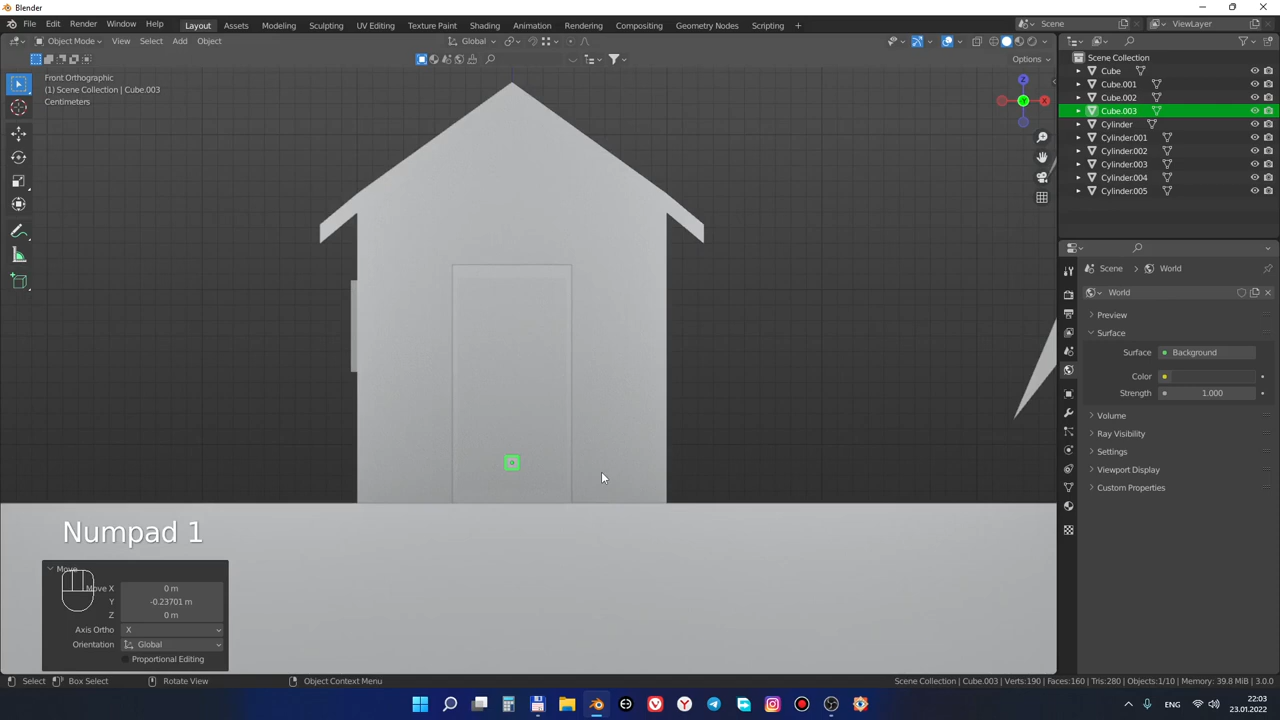 Blender
File Edit Render Window Help Layout Assets Modeling Sculpting UV Editing Texture Paint Shading Animation Rendering Compositing Geometry Nodes Scripting + Scene ViewLayer
Object Mode View Select Add Object Global
Options
Front Orthographic
(1) Scene Collection | Cube.003
Centimeters
Z
X
Y
Scene Collection
Cube
Cube.001
Cube.002
Cube.003
Cylinder
Cylinder.001
Cylinder.002
Cylinder.003
Cylinder.004
Cylinder.005
Scene World
World
Preview
Surface
Surface Background
Color
Strength 1.000
Volume
Ray Visibility
Settings
Viewport Display
Custom Properties
Numpad 1
Move
Move X 0 m
Y -0.23701 m
Z 0 m
Axis Ortho X
Orientation Global
Proportional Editing
Select Box Select Rotate View Object Context Menu Scene Collection | Cube.003 | Verts:190 | Faces:160 | Tris:280 | Objects:1/10 | Memory: 39.8 MiB | 3.0.0
ENG 22:03
23.01.2022